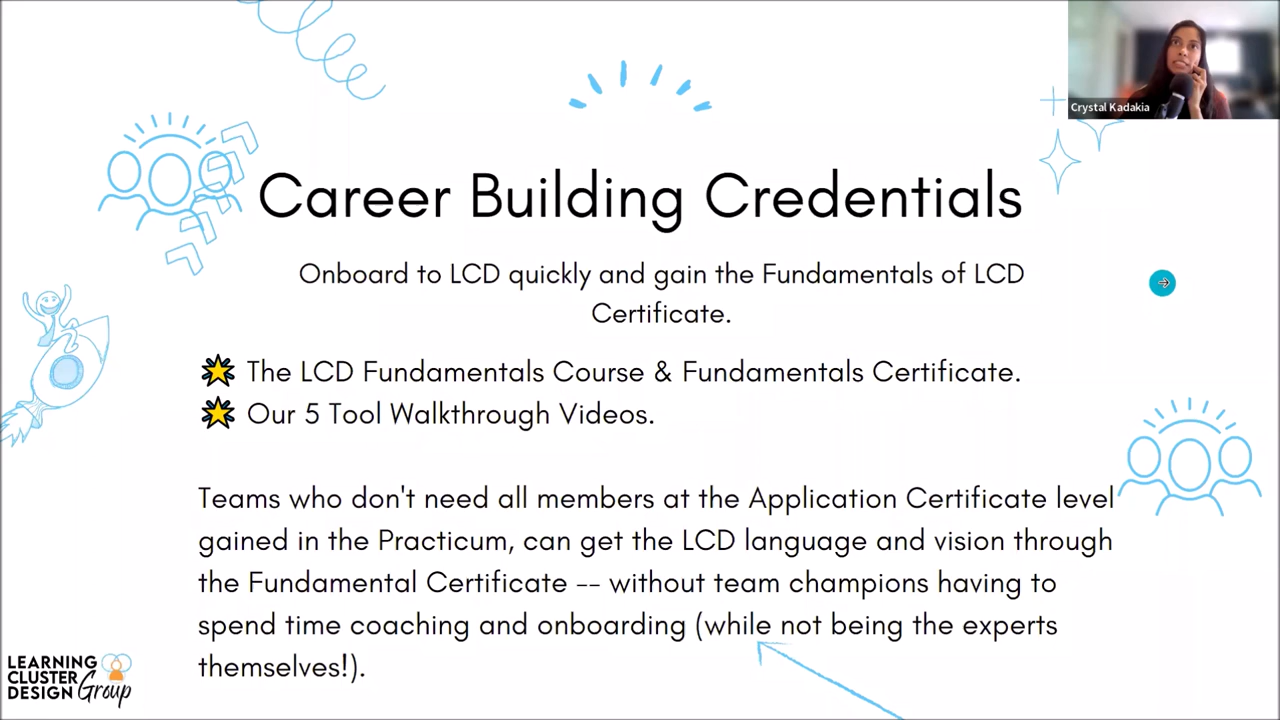 Crystal Kadakia
Career Building Credentials
Onboard to LCD quickly and gain the Fundamentals of LCD
Certificate.
The LCD Fundamentals Course & Fundamentals Certificate.
Our 5 Tool Walkthrough Videos.
Teams who don't need all members at the Application Certificate level
gained in the Practicum, can get the LCD language and vision through
the Fundamental Certificate -- without team champions having to
spend time coaching and onboarding (while not being the experts
themselves!).
LEARNING
CLUSTER
DESIGN Group